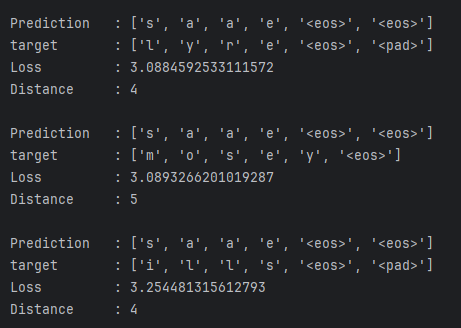 Prediction   : ['s', 'a', 'a', 'e', '<eos>', '<eos>']
target       : ['l', 'y', 'r', 'e', '<eos>', '<pad>']
Loss         : 3.0884592533111572
Distance     : 4
Prediction   : ['s', 'a', 'a', 'e', '<eos>', '<eos>']
target       : ['m', 'o', 's', 'e', 'y', '<eos>']
Loss         : 3.0893266201019287
Distance     : 5
Prediction   : ['s', 'a', 'a', 'e', '<eos>', '<eos>']
target       : ['i', 'l', 'l', 's', '<eos>', '<pad>']
Loss         : 3.254481315612793
Distance     : 4